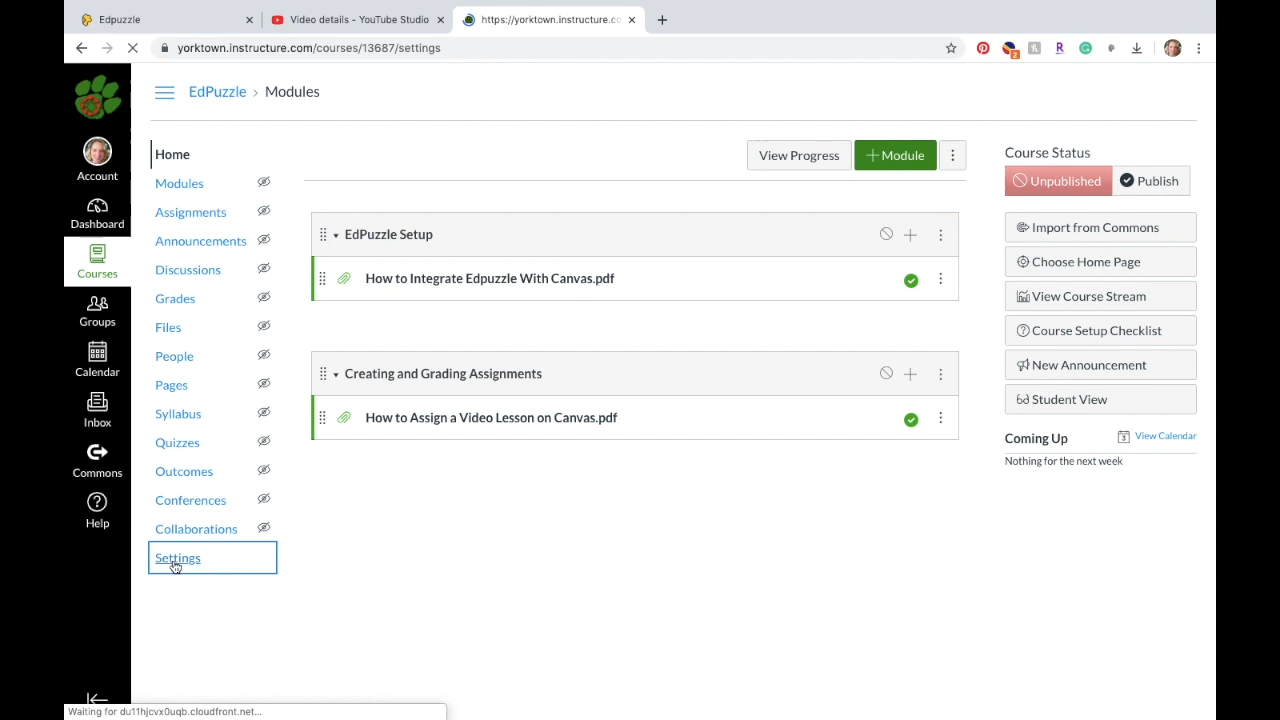 Edpuzzle
Video details - YouTube Studio
https://yorktown.instructure.co
yorktown.instructure.com/courses/13687/settings
2
EdPuzzle > Modules
Account
Dashboard
Courses
Groups
Calendar
Inbox
Commons
Help
Home
Modules
Assignments
Announcements
Discussions
Grades
Files
People
Pages
Syllabus
Quizzes
Outcomes
Conferences
Collaborations
Settings
View Progress
+ Module
EdPuzzle Setup
How to Integrate Edpuzzle With Canvas.pdf
Creating and Grading Assignments
How to Assign a Video Lesson on Canvas.pdf
Course Status
Unpublished
Publish
Import from Commons
Choose Home Page
View Course Stream
Course Setup Checklist
New Announcement
Student View
Coming Up
View Calendar
Nothing for the next week
Waiting for du11hjcvx0uqb.cloudfront.net...